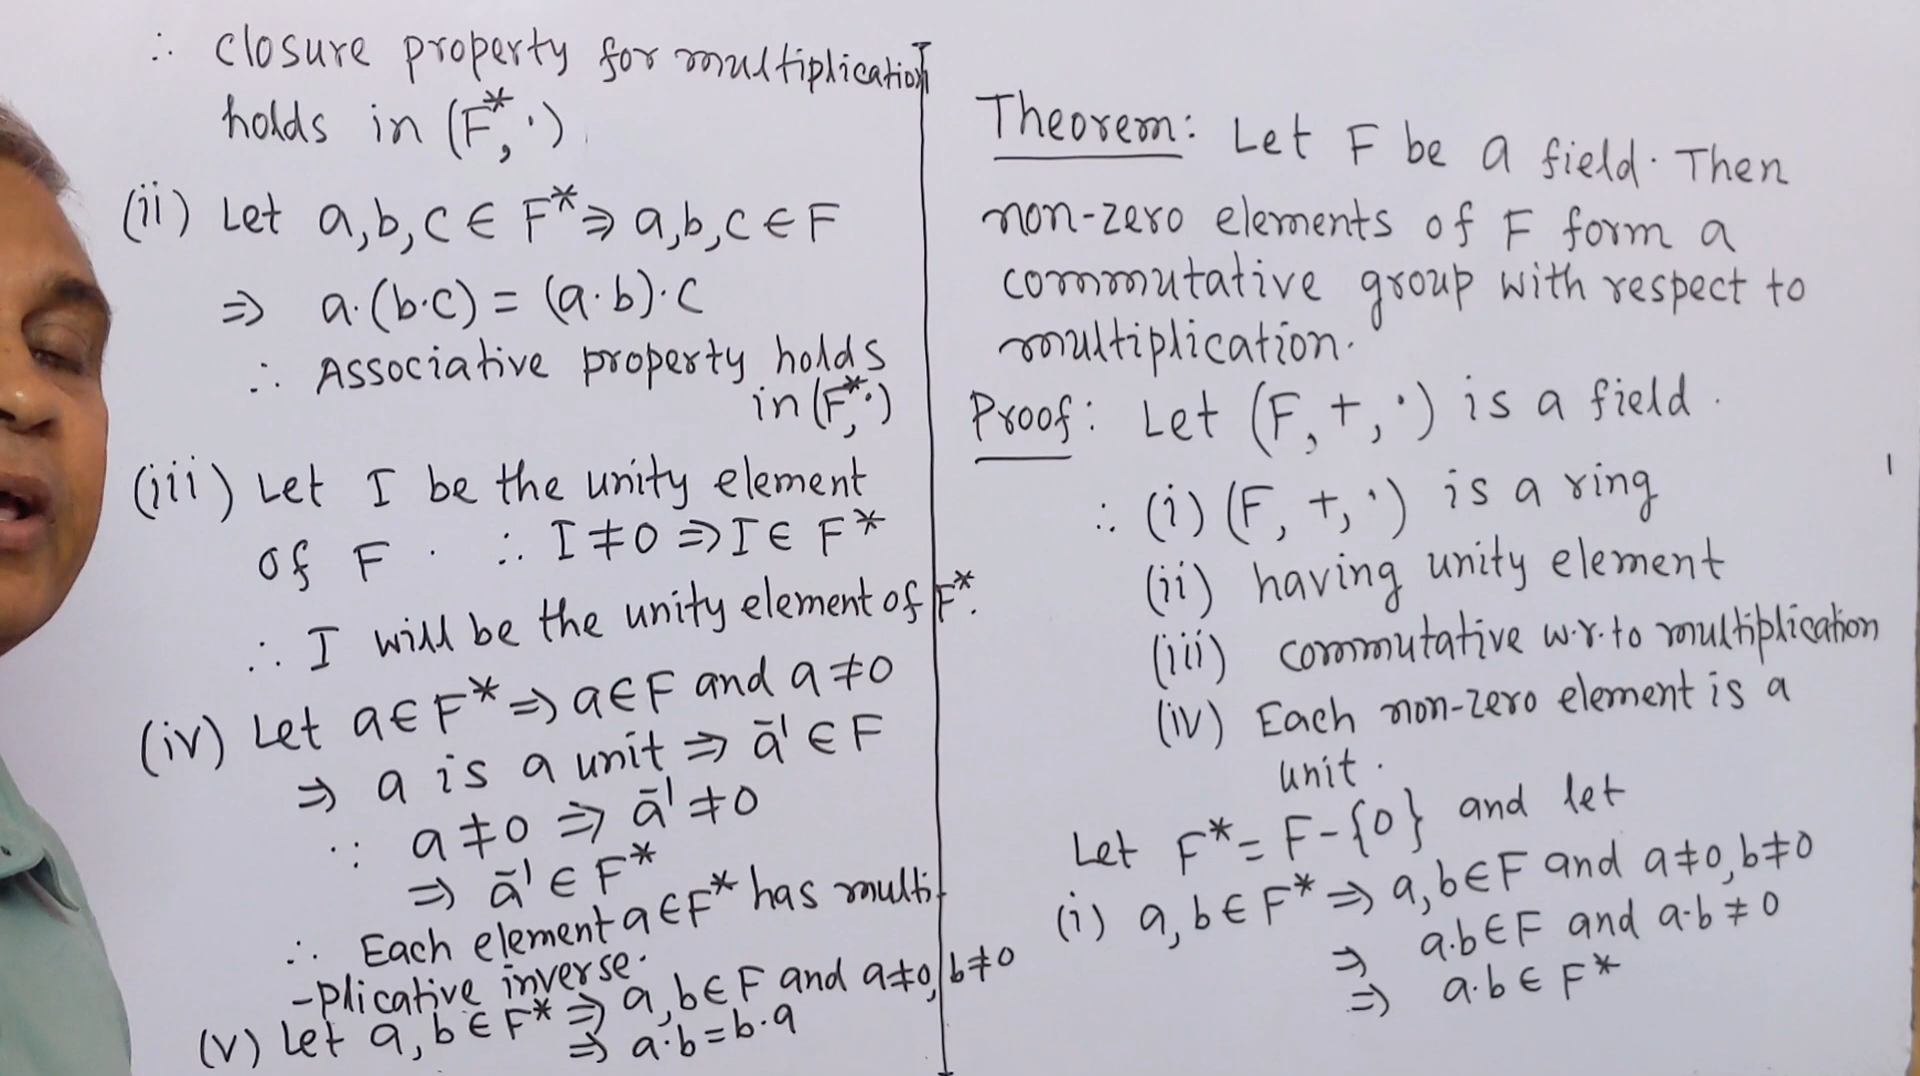 ∴ closure property for multiplication
holds in (F*, ·)
(ii) Let a,b,c ∈ F* ⇒ a,b,c ∈ F
⇒ a·(b·c) = (a·b)·c
∴ Associative property holds
in (F*, ·)
(iii) Let I be the unity element
of F · ∴ I ≠ 0 ⇒ I ∈ F*
∴ I will be the unity element of F*.
(iv) Let a ∈ F* ⇒ a ∈ F and a ≠ 0
⇒ a is a unit ⇒ a⁻¹ ∈ F
∵ a ≠ 0 ⇒ a⁻¹ ≠ 0
⇒ a⁻¹ ∈ F*
∴ Each element a ∈ F* has multi-
-plicative inverse.
(v) Let a, b ∈ F* ⇒ a, b ∈ F and a ≠ 0, b ≠ 0
⇒ a·b = b·a
Theorem: Let F be a field. Then
non-zero elements of F form a
commutative group with respect to
multiplication.
Proof: Let (F, +, ·) is a field.
∴ (i) (F, +, ·) is a ring
(ii) having unity element
(iii) commutative w.r.to multiplication
(iv) Each non-zero element is a
unit.
Let F* = F - {0} and let
(i) a, b ∈ F* ⇒ a, b ∈ F and a ≠ 0, b ≠ 0
⇒ a·b ∈ F and a·b ≠ 0
⇒ a·b ∈ F*